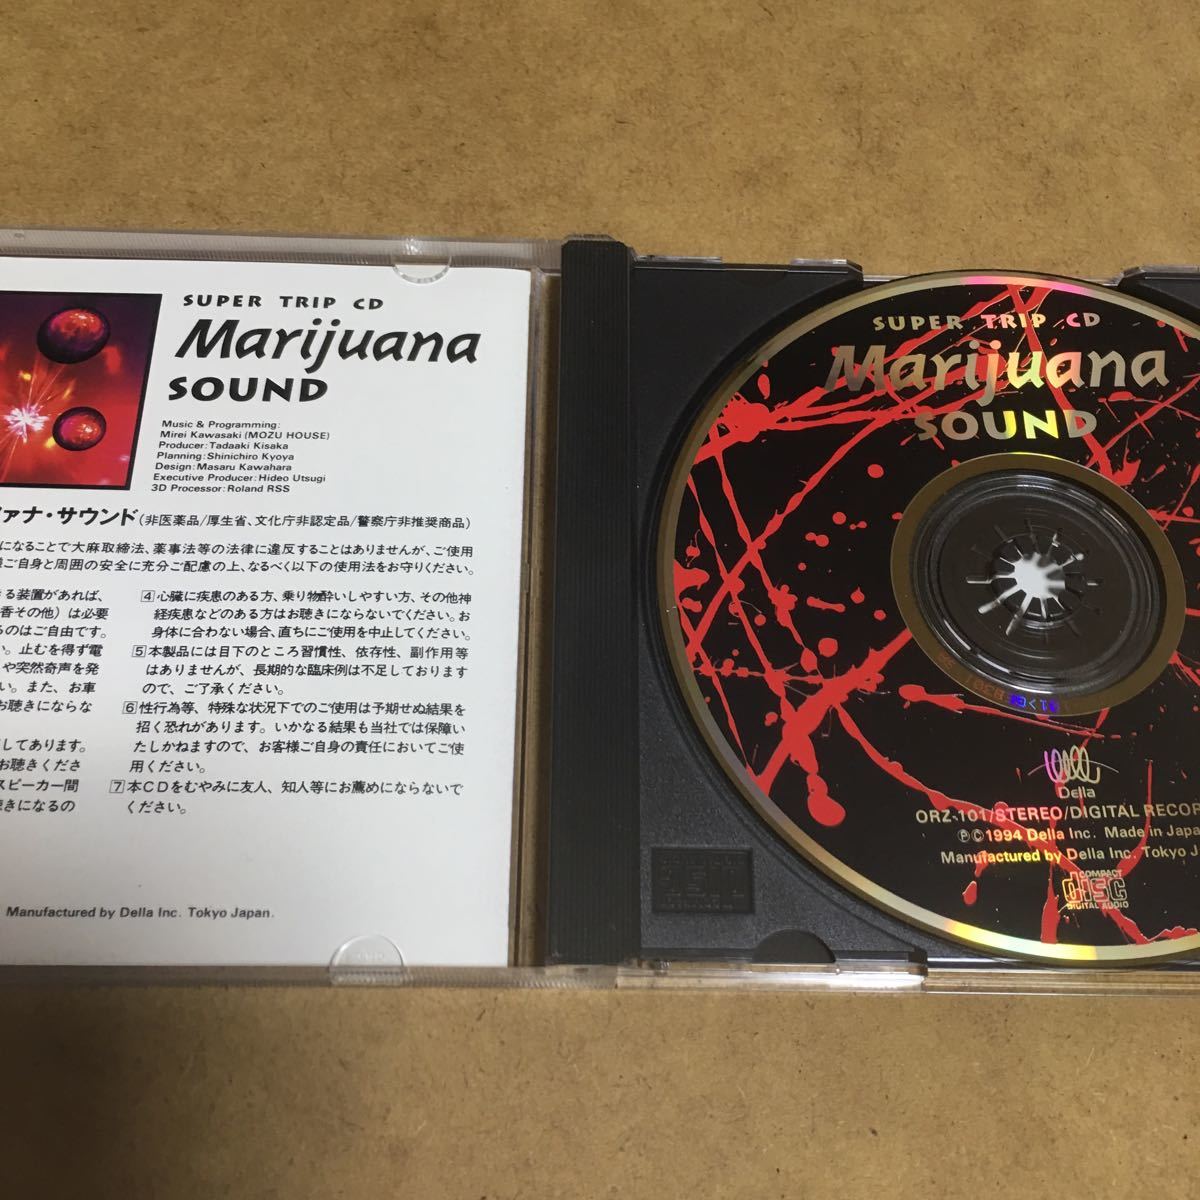 SUPER TRIP CD
Marijuana
SOUND
Music & Programming:
Mirei Kawasaki (MOZU HOUSE)
Producer: Tadaaki Kisaka
Planning: Shinichiro Kyoya
Design: Masaru Kawahara
Executive Producer: Hideo Utsugi
3D Processor: Roland RSS
ァナ・サウンド(非医薬品/厚生省、文化庁非認定品/警察庁非推奨商品)
になることで大麻取締法、薬事法等の法律に違反することはありませんが、ご使用
ご自身と周囲の安全に充分ご配慮の上、なるべく以下の使用法をお守りください。
る装置があれば、
香その他)は必要
るのはご自由です。
い。止むを得ず電
や突然奇声を発
い。また、お車
お聴きにならな
してあります。
お聴きくださ
スピーカー間
聴きになるの
4 心臓に疾患のある方、乗り物酔いしやすい方、その他神
経疾患などのある方はお聴きにならないでください。お
身体に合わない場合、直ちにご使用を中止してください。
5 本製品には目下のところ習慣性、依存性、副作用等
はありませんが、長期的な臨床例は不足しております
ので、ご了承ください。
6 性行為等、特殊な状況下でのご使用は予期せぬ結果を
招く恐れがあります。いかなる結果も当社では保障い
たしかねますので、お客様ご自身の責任においてご使
用ください。
7 本CDをむやみに友人、知人等にお薦めにならないで
ください。
Manufactured by Della Inc. Tokyo Japan.
SUPER TRIP CD
Marijuana
SOUND
Della
ORZ-101/STEREO/DIGITAL RECOR
℗©1994 Della Inc. Made in Japa
Manufactured by Della Inc. Tokyo J
COMPACT
disc
DIGITAL AUDIO